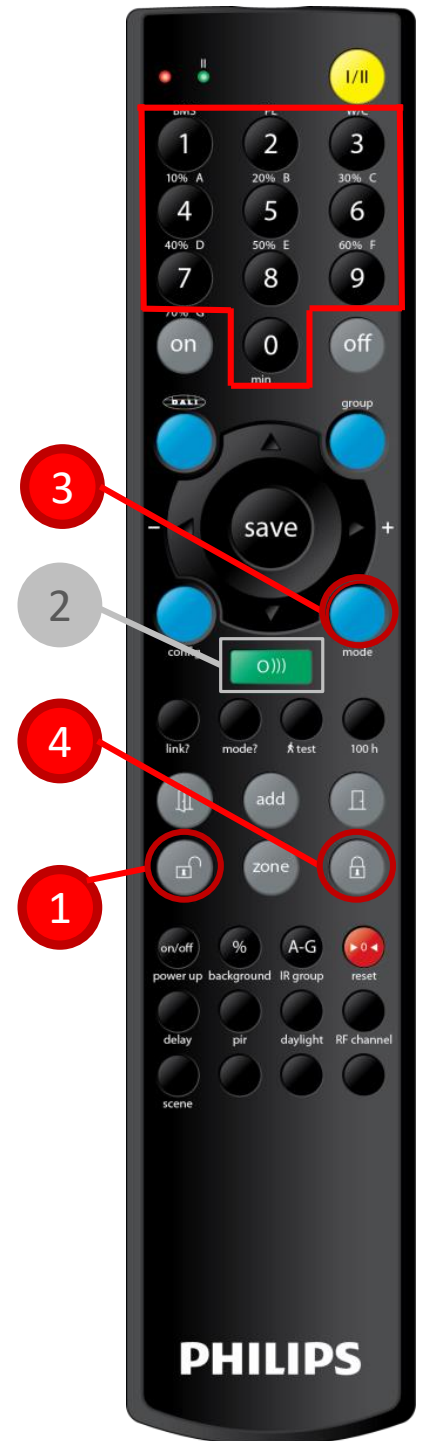 II
I/II
BMS PL W/C
1 2 3
10% A 20% B 30% C
4 5 6
40% D 50% E 60% F
7 8 9
70% G
on 0 off
min
DALI group
3
- save +
2
config mode
O)))
4
link? mode? test 100 h
add
1
zone
on/off % A-G ►0◄
power up background IR group reset
delay pir daylight RF channel
scene
PHILIPS